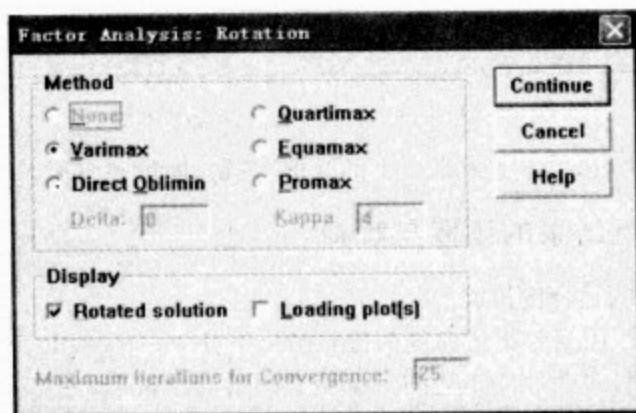 Factor Analysis: Rotation
Method
None
Quartimax
Varimax
Equamax
Direct Oblimin
Promax
Delta: 0
Kappa 4
Continue
Cancel
Help
Display
Rotated solution
Loading plot(s)
Maximum Iterations for Convergence: 25